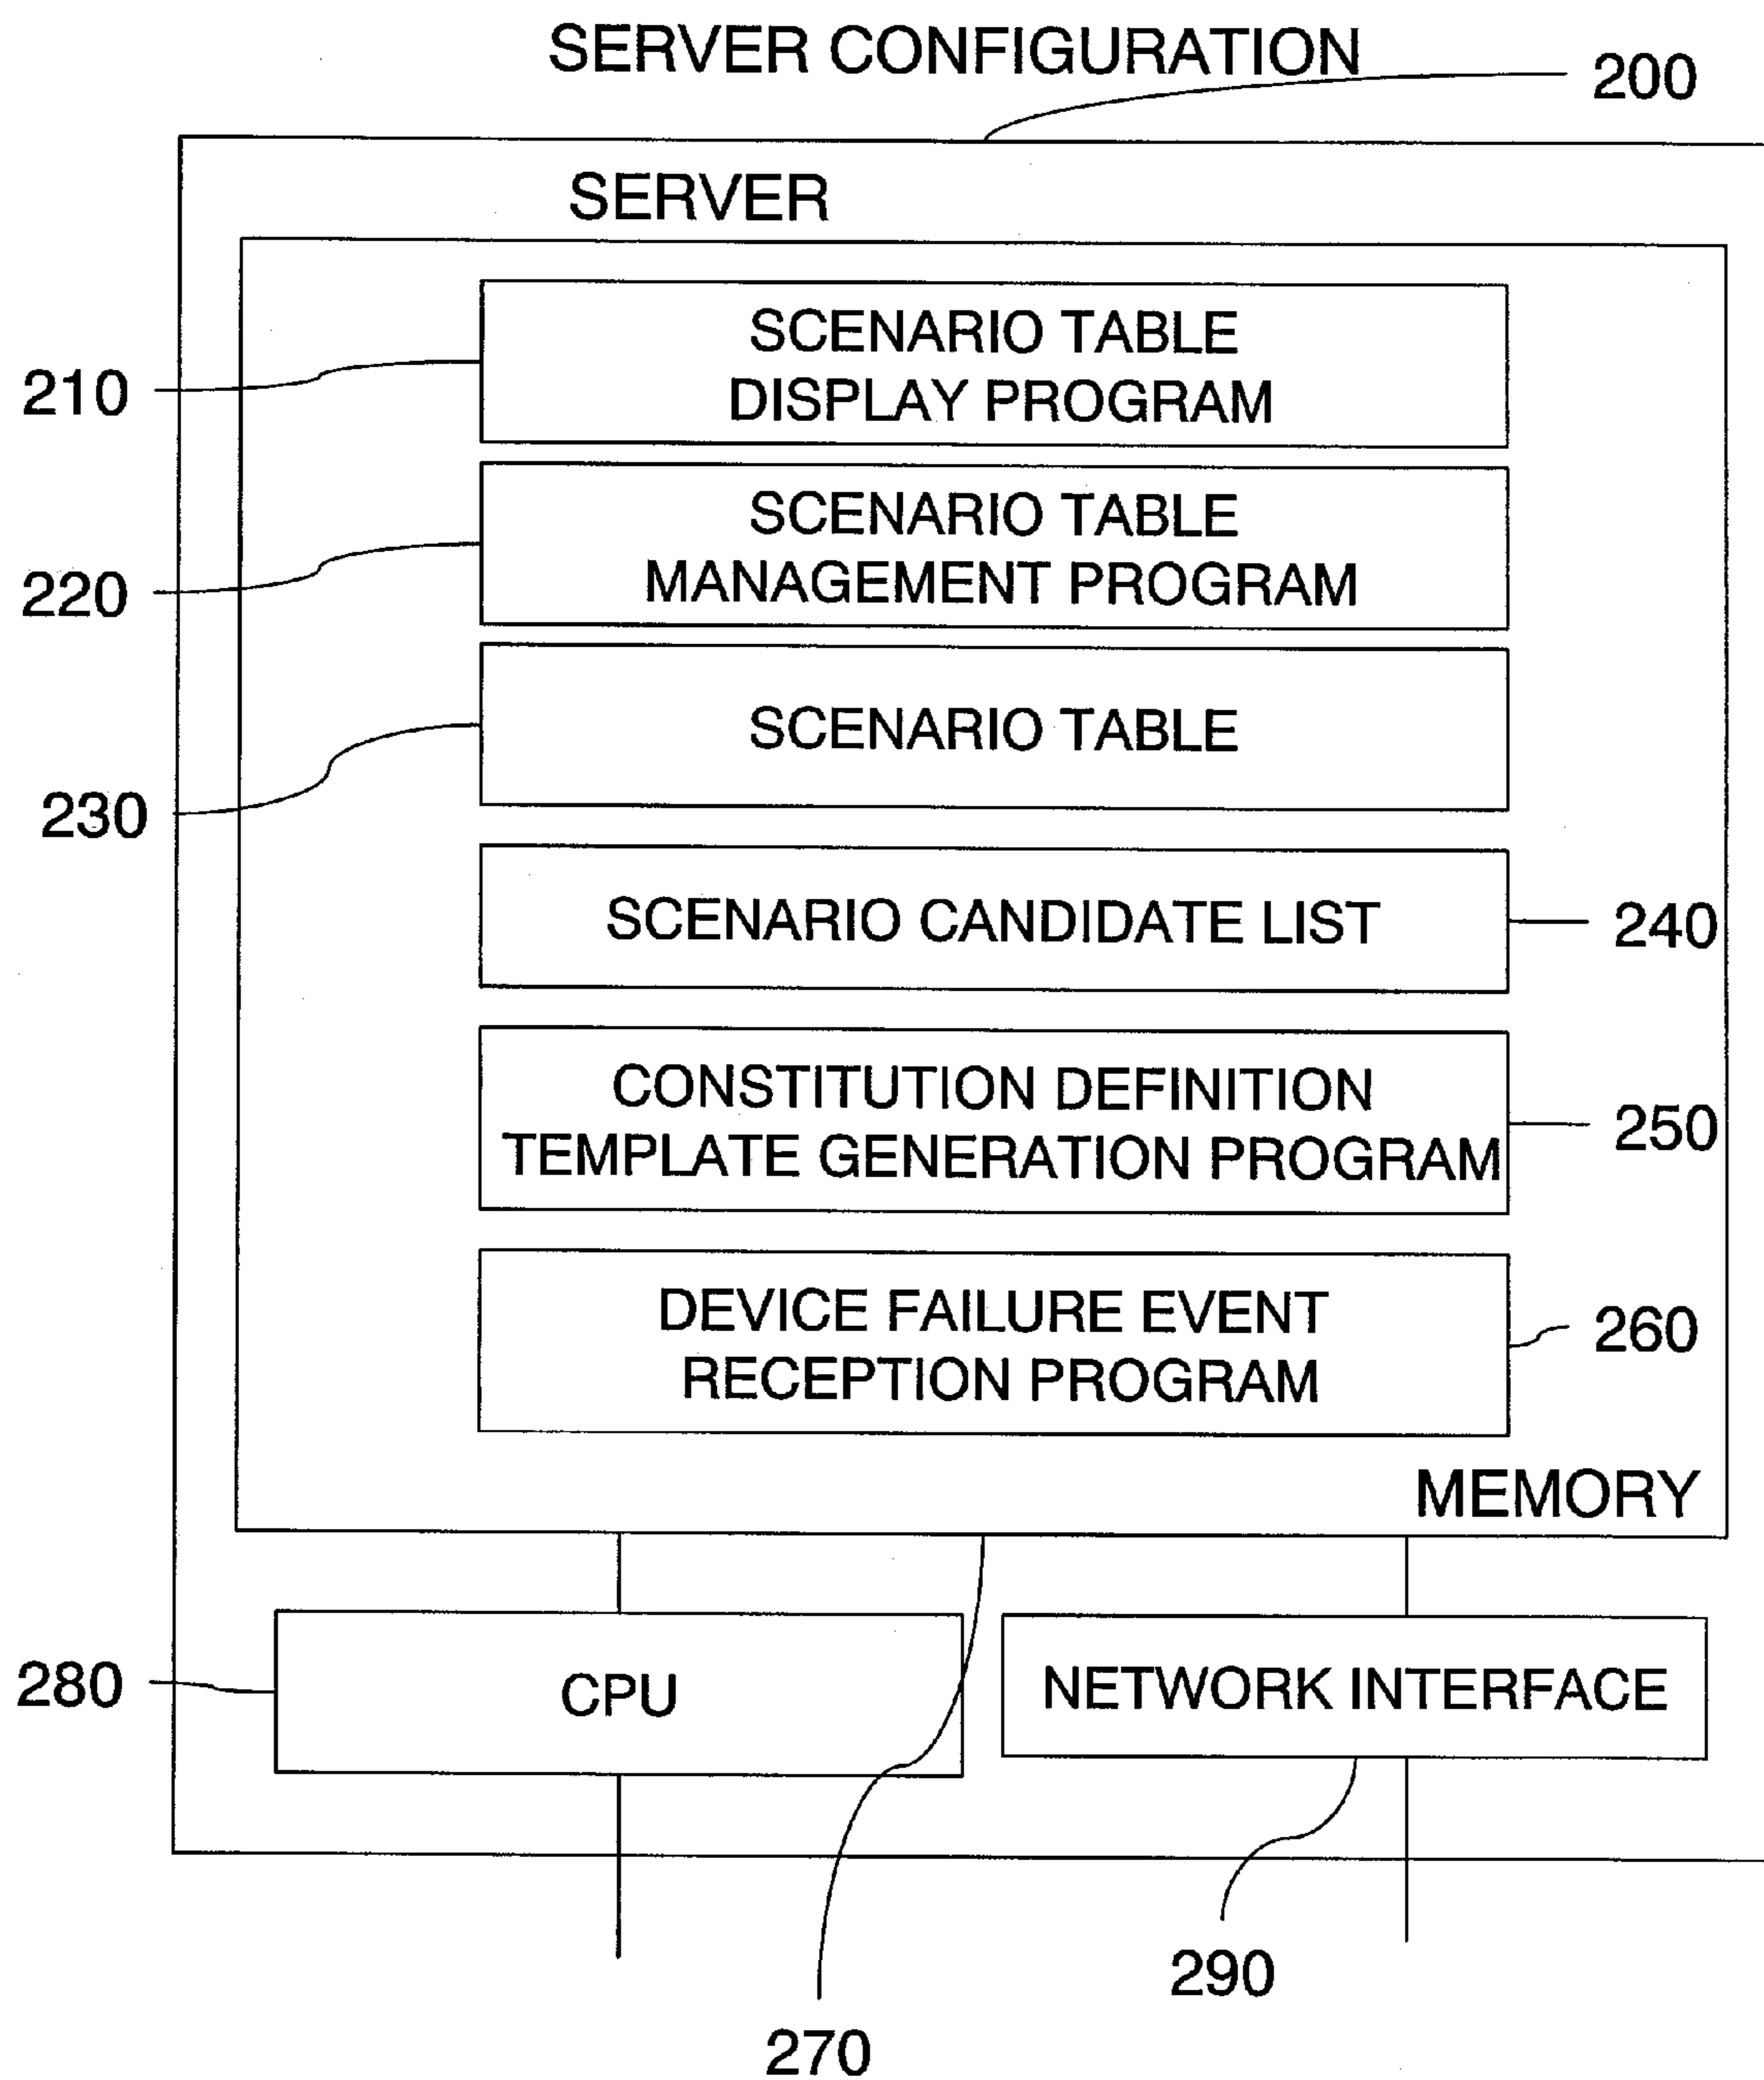 SERVER CONFIGURATION
200
SERVER
SCENARIO TABLE
DISPLAY PROGRAM
210
SCENARIO TABLE
MANAGEMENT PROGRAM
220
SCENARIO TABLE
230
SCENARIO CANDIDATE LIST
240
CONSTITUTION DEFINITION
TEMPLATE GENERATION PROGRAM
250
DEVICE FAILURE EVENT
RECEPTION PROGRAM
260
MEMORY
280
CPU
NETWORK INTERFACE
290
270